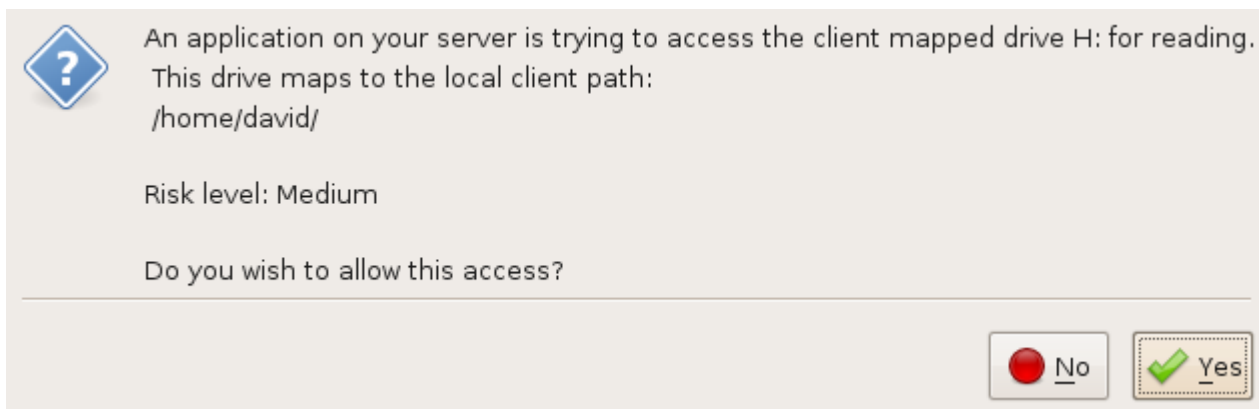 An application on your server is trying to access the client mapped drive H: for reading.
This drive maps to the local client path:
/home/david/
Risk level: Medium
Do you wish to allow this access?
No
Yes